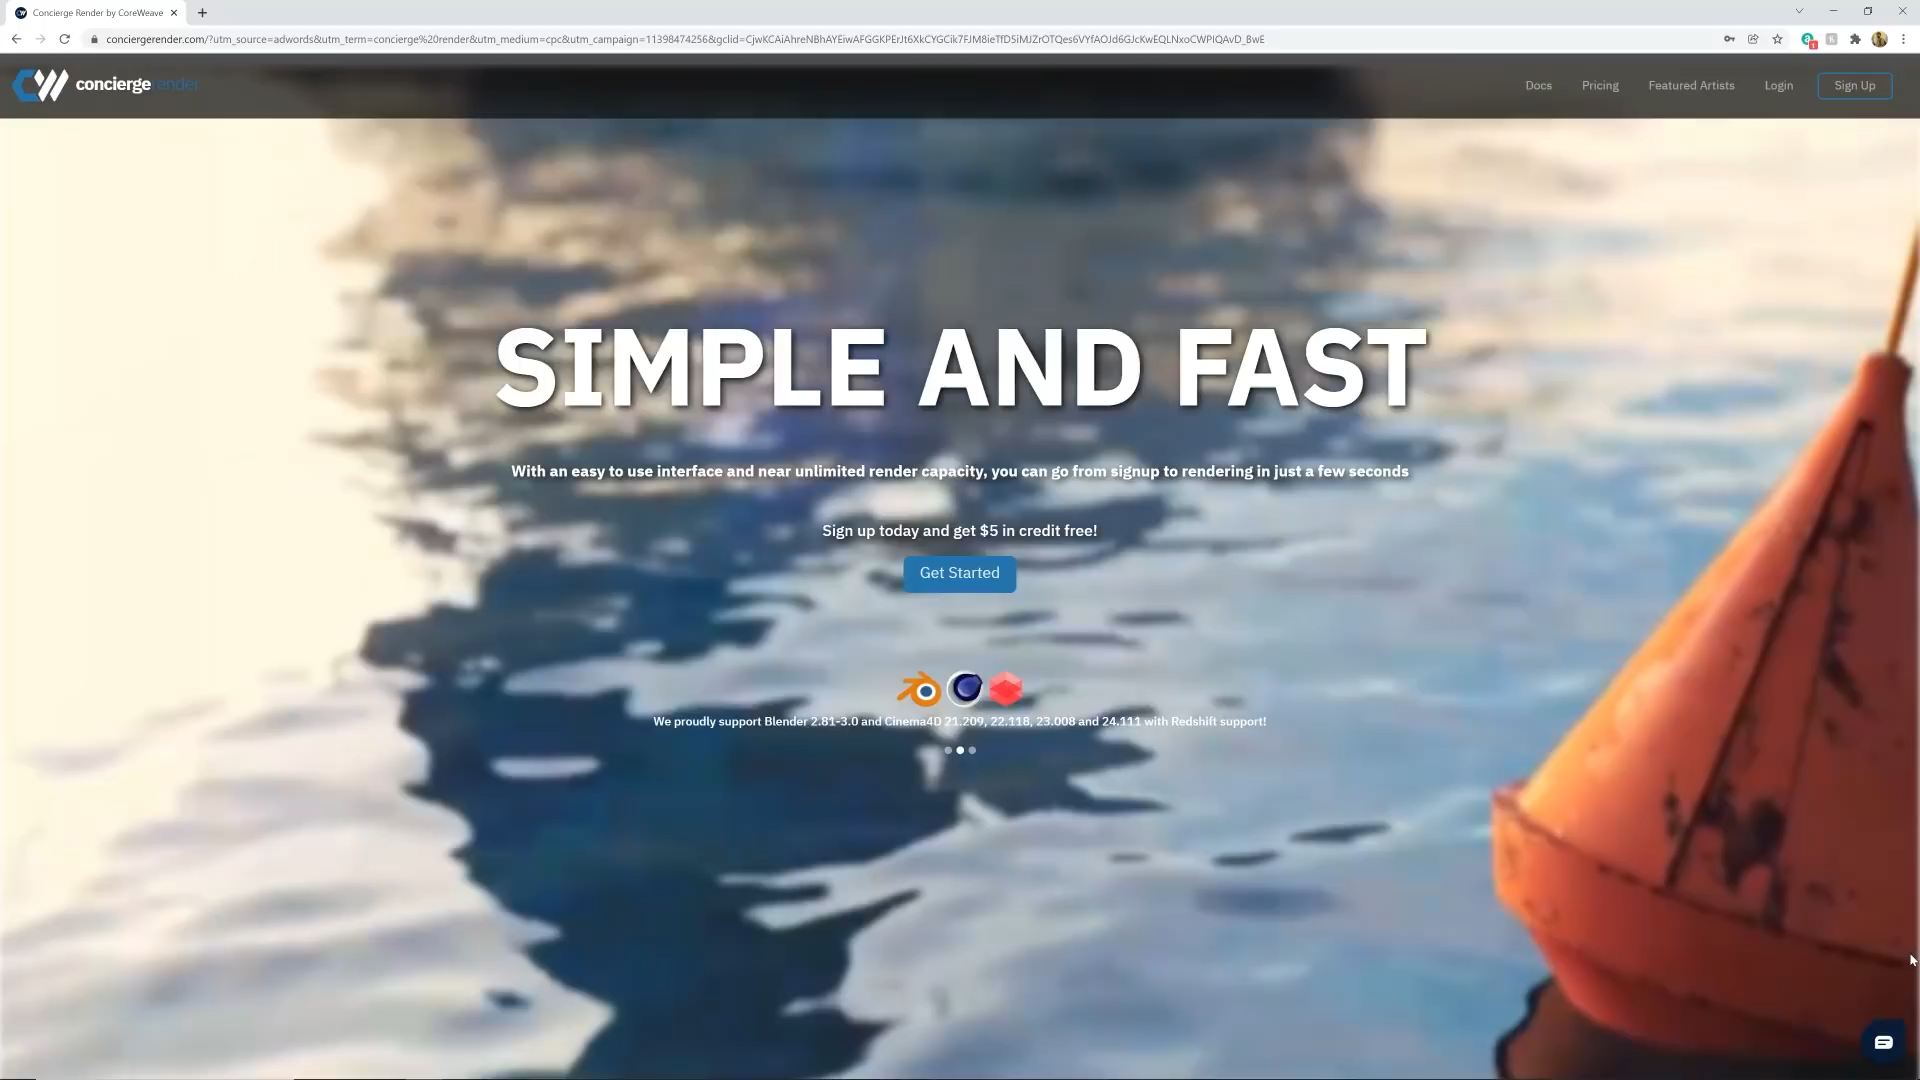 Concierge Render by CoreWeave
conciergerender.com/?utm_source=adwords&utm_term=concierge%20render&utm_medium=cpc&utm_campaign=11398474256&gclid=CjwKCAiAhreNBhAYEiwAFGGKPErJt6XkCYGCik7FJM8ieTfD5iMJZrOTQes6VYfAOJd6GJcKwEQLNxoCWPIQAvD_BwE
conciergerender
Docs
Pricing
Featured Artists
Login
Sign Up
SIMPLE AND FAST
With an easy to use interface and near unlimited render capacity, you can go from signup to rendering in just a few seconds
Sign up today and get $5 in credit free!
Get Started
We proudly support Blender 2.81-3.0 and Cinema4D 21.209, 22.118, 23.008 and 24.111 with Redshift support!